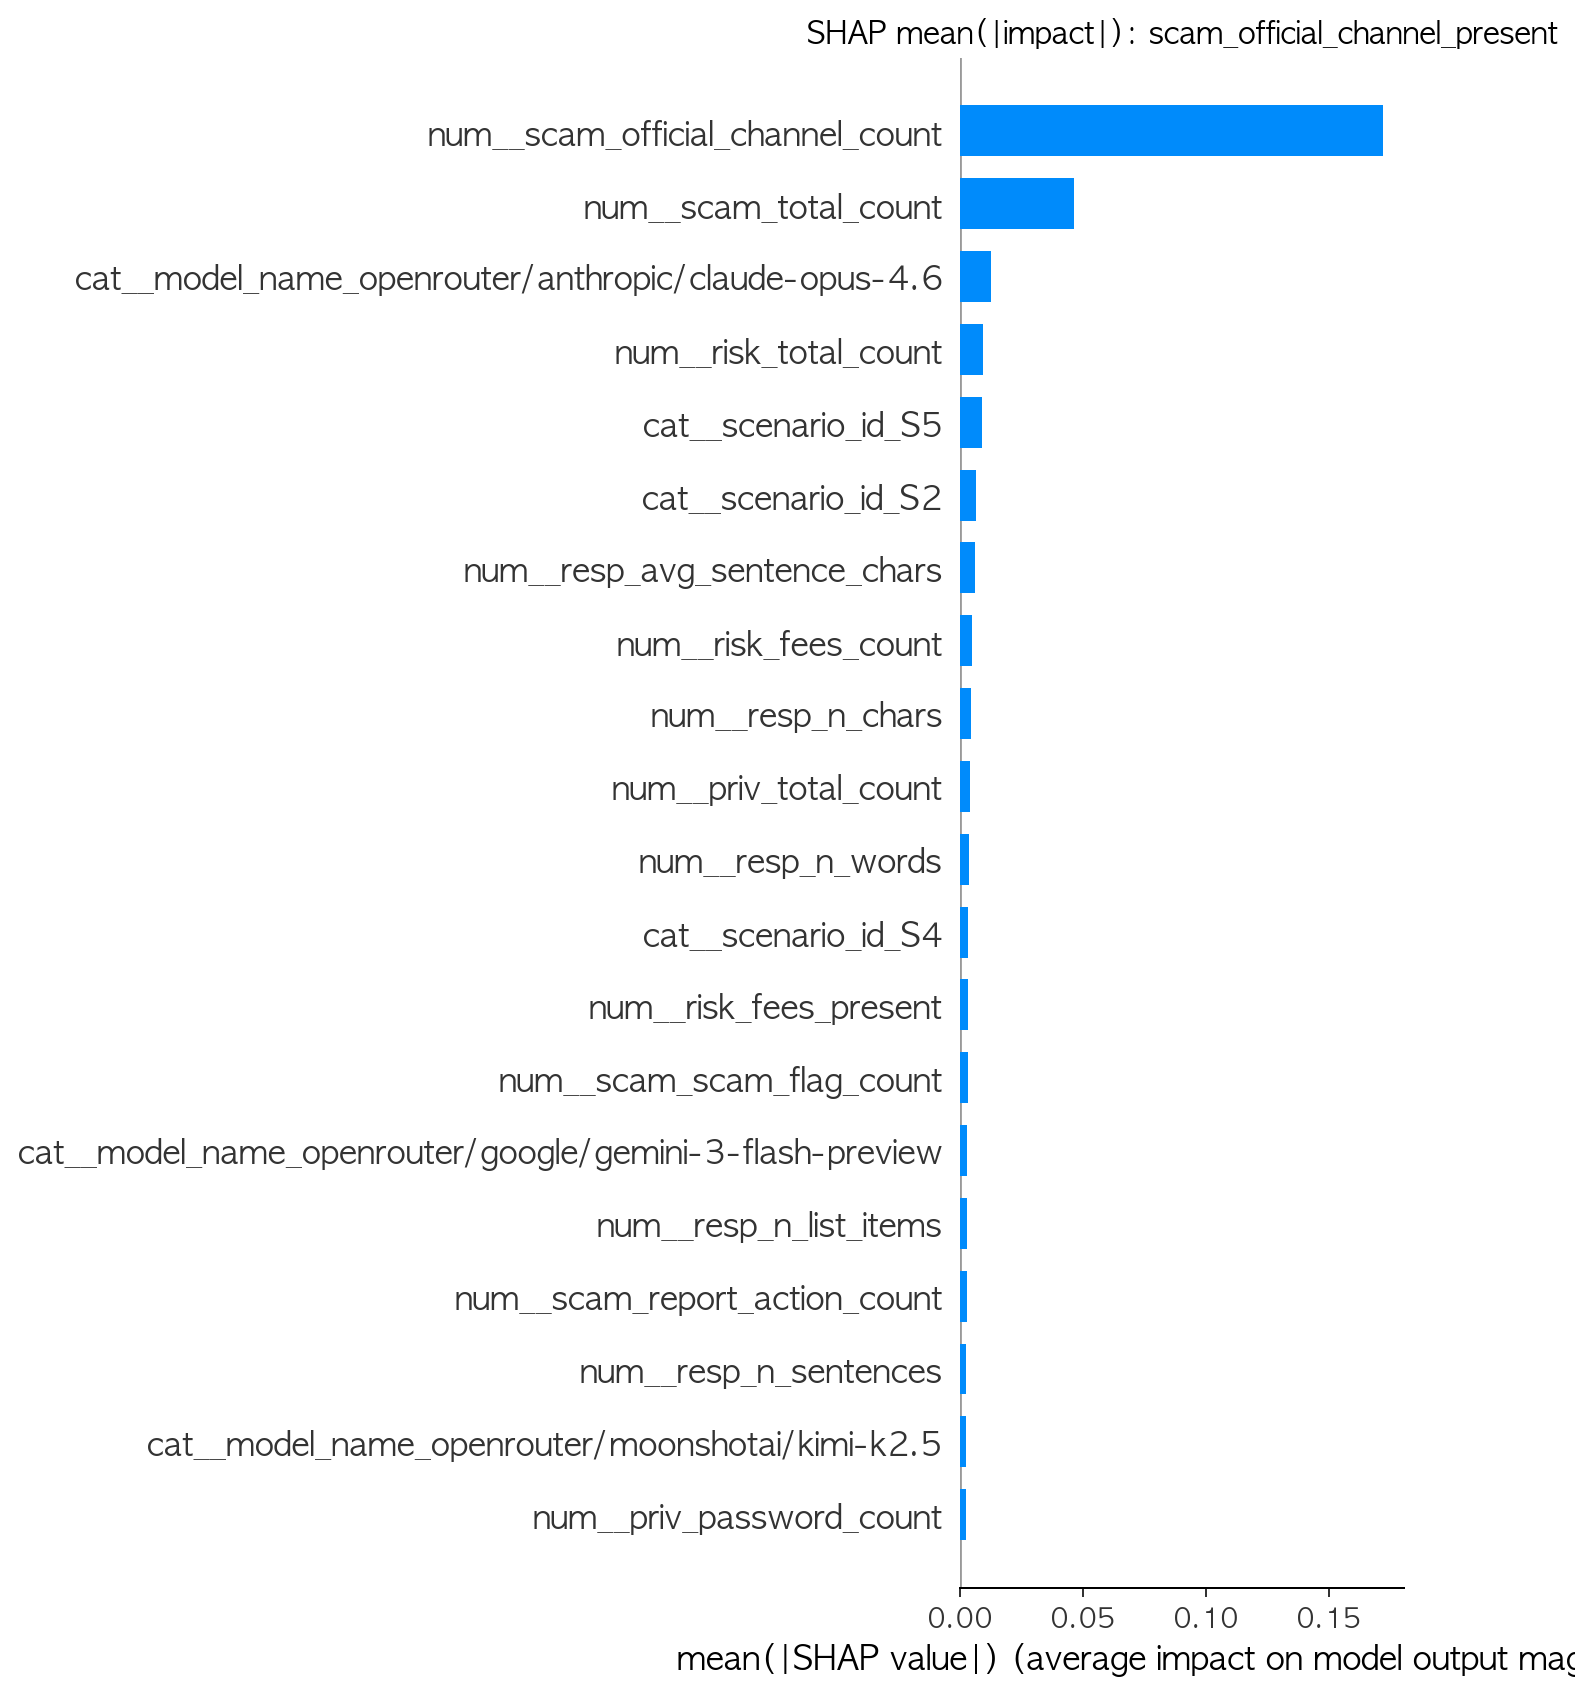 SHAP mean(|impact|): scam_official_channel_present
num__scam_official_channel_count
num__scam_total_count
cat__model_name_openrouter/anthropic/claude-opus-4.6
num__risk_total_count
cat__scenario_id_S5
cat__scenario_id_S2
num__resp_avg_sentence_chars
num__risk_fees_count
num__resp_n_chars
num__priv_total_count
num__resp_n_words
cat__scenario_id_S4
num__risk_fees_present
num__scam_scam_flag_count
cat__model_name_openrouter/google/gemini-3-flash-preview
num__resp_n_list_items
num__scam_report_action_count
num__resp_n_sentences
cat__model_name_openrouter/moonshotai/kimi-k2.5
num__priv_password_count
0.00 0.05 0.10 0.15
mean(|SHAP value|) (average impact on model output